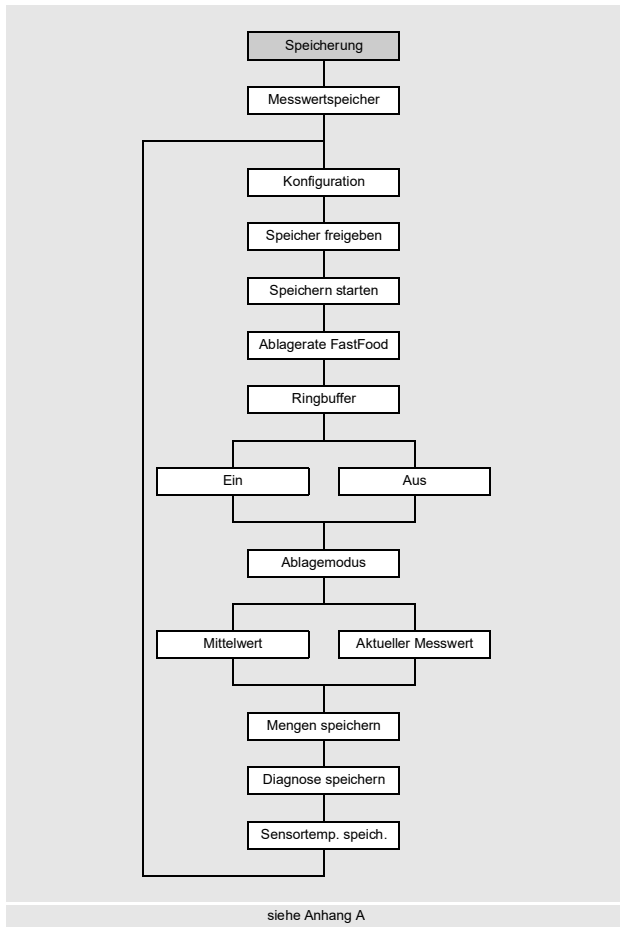 Speicherung
Messwertspeicher
Konfiguration
Speicher freigeben
Speichern starten
Ablagerate FastFood
Ringbuffer
Ein
Aus
Ablagemodus
Mittelwert
Aktueller Messwert
Mengen speichern
Diagnose speichern
Sensortemp. speich.
siehe Anhang A